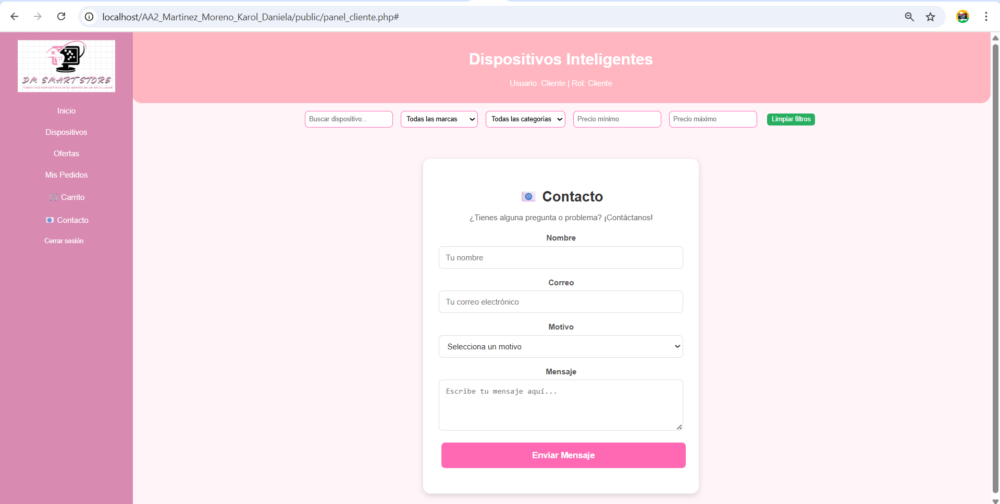 localhost/AA2_Martinez_Moreno_Karol_Daniela/public/panel_cliente.php#
DM SMART STORE
TODOS TUS DISPOSITIVOS INTELIGENTES EN UN SOLO LUGAR
Inicio
Dispositivos
Ofertas
Mis Pedidos
🛒 Carrito
📧 Contacto
Cerrar sesión
Dispositivos Inteligentes
Usuario: Cliente | Rol: Cliente
Buscar dispositivo... Todas las marcas Todas las categorías Precio mínimo Precio máximo Limpiar filtros
📧 Contacto
¿Tienes alguna pregunta o problema? ¡Contáctanos!
Nombre
Tu nombre
Correo
Tu correo electrónico
Motivo
Selecciona un motivo
Mensaje
Escribe tu mensaje aquí...
Enviar Mensaje